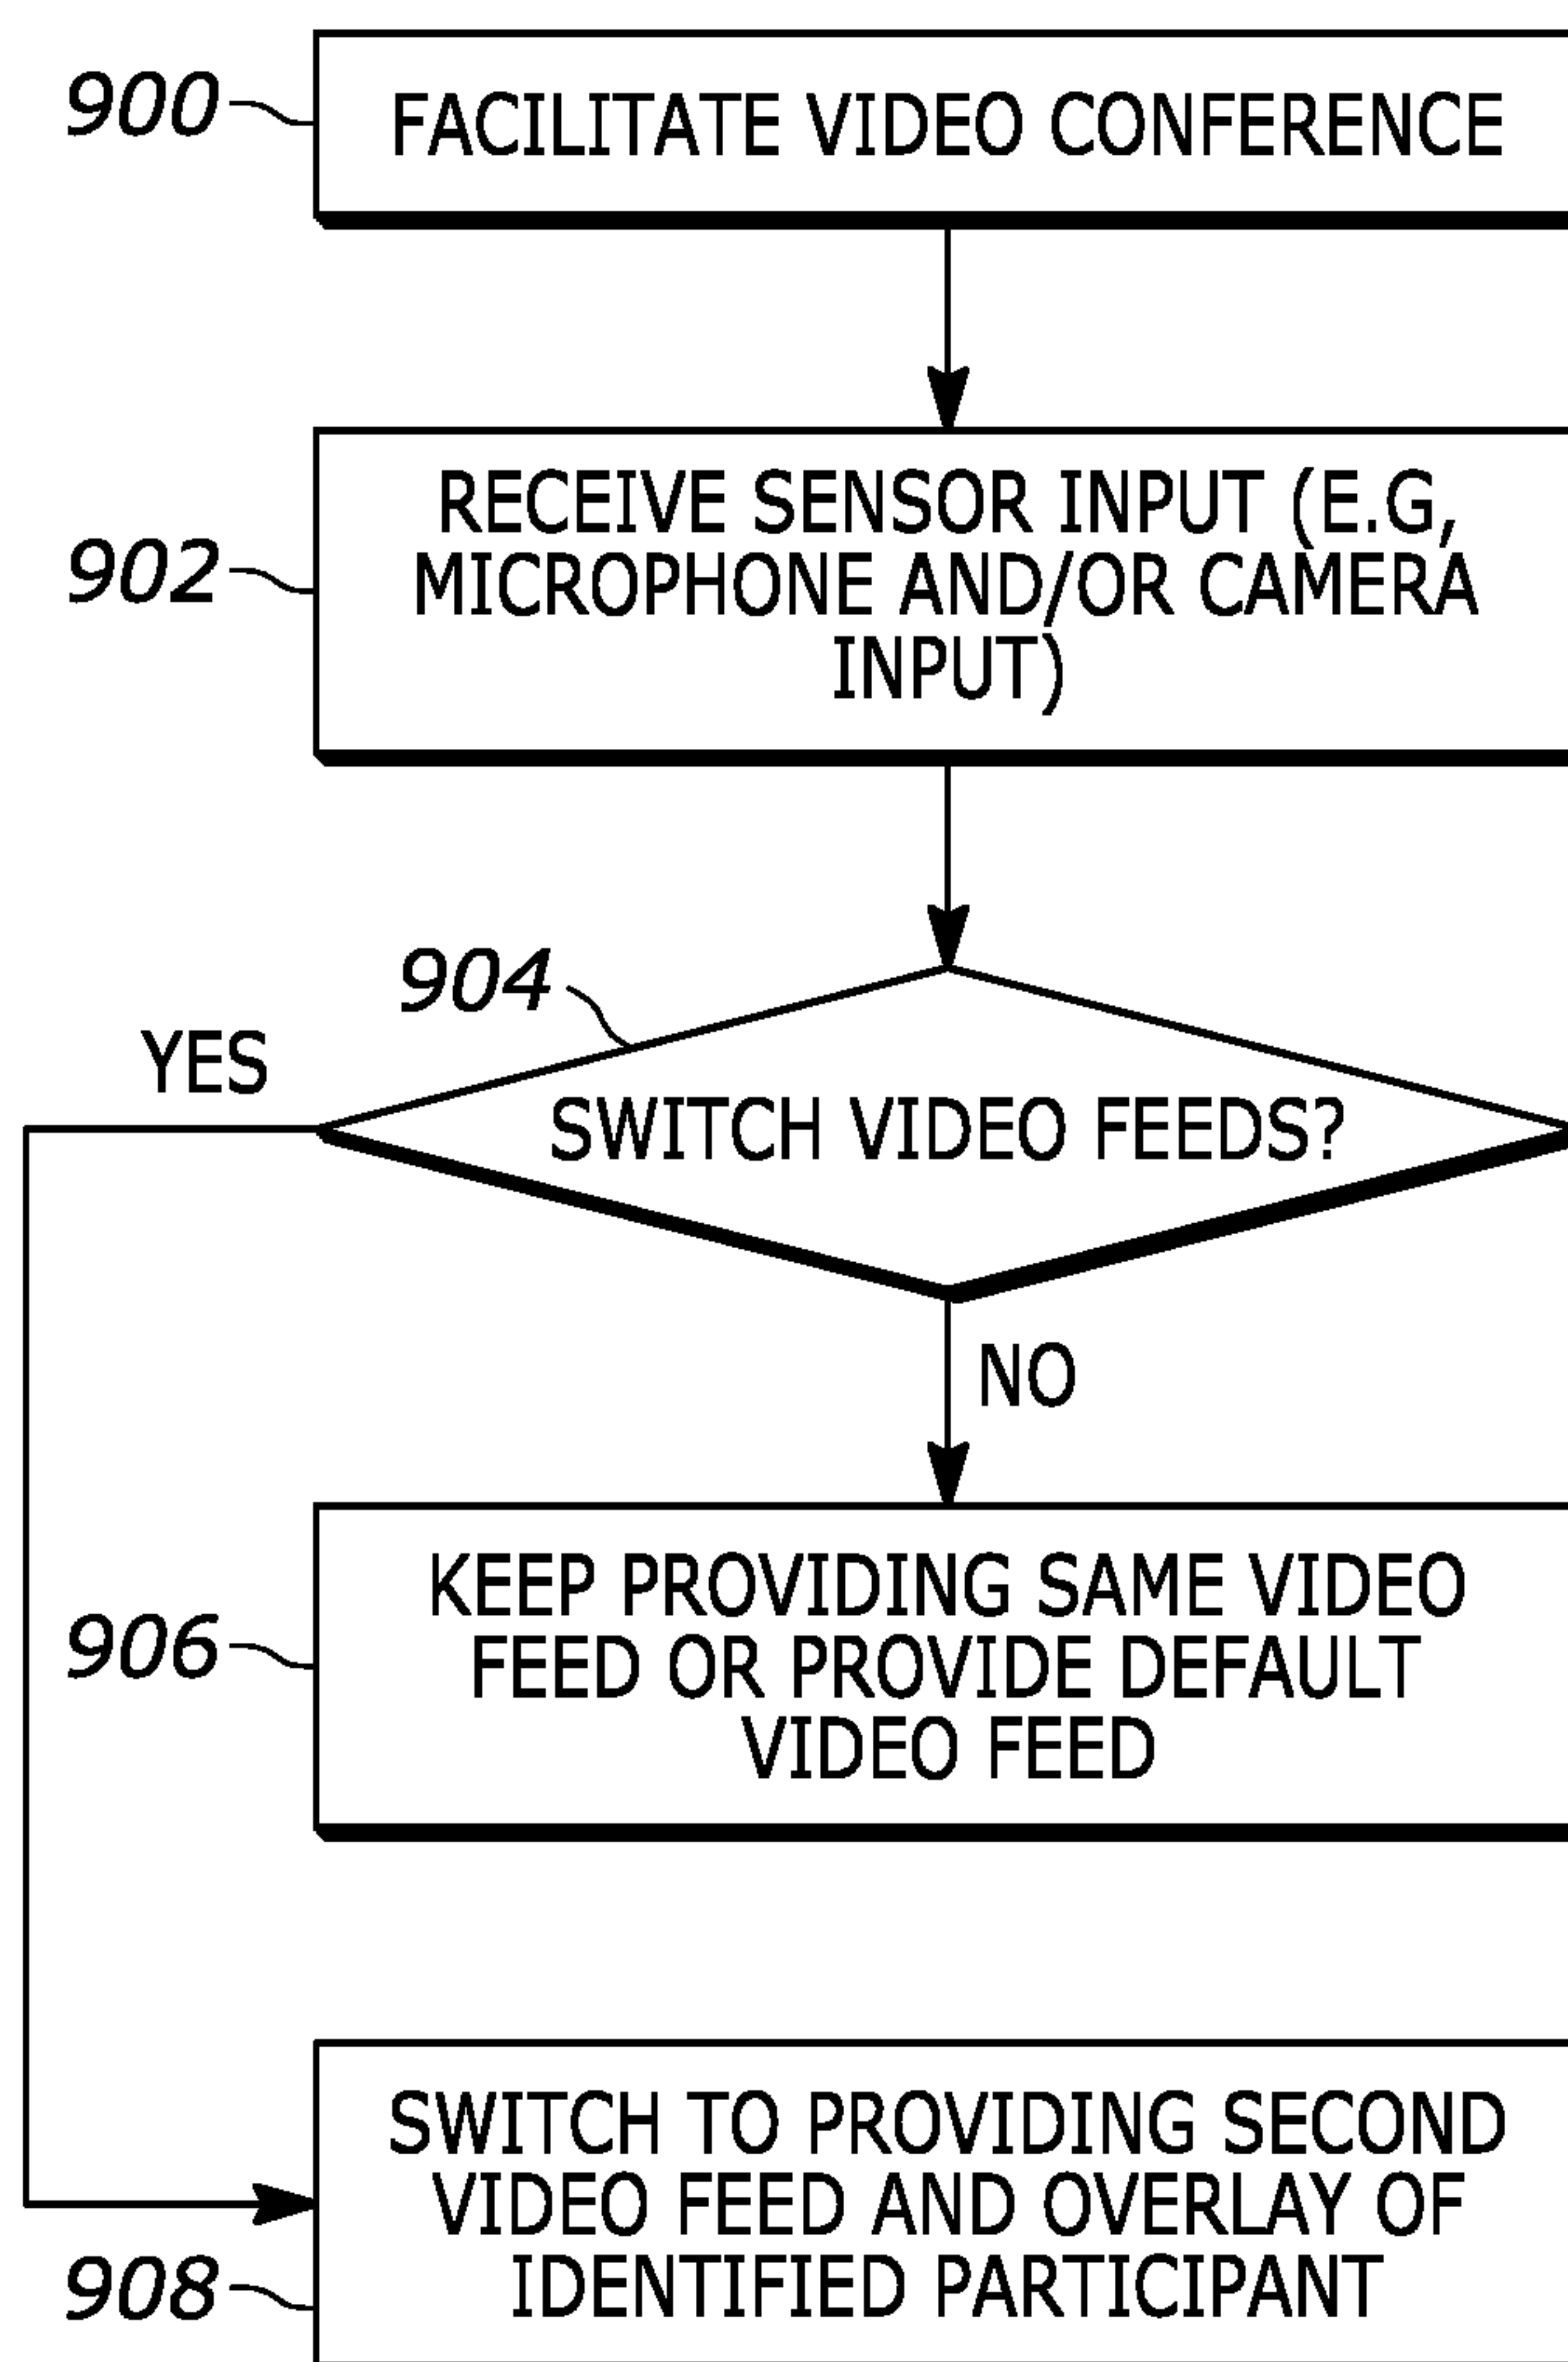 900
FACILITATE VIDEO CONFERENCE
902
RECEIVE SENSOR INPUT (E.G,
MICROPHONE AND/OR CAMERA
INPUT)
904
YES
SWITCH VIDEO FEEDS?
NO
906
KEEP PROVIDING SAME VIDEO
FEED OR PROVIDE DEFAULT
VIDEO FEED
908
SWITCH TO PROVIDING SECOND
VIDEO FEED AND OVERLAY OF
IDENTIFIED PARTICIPANT